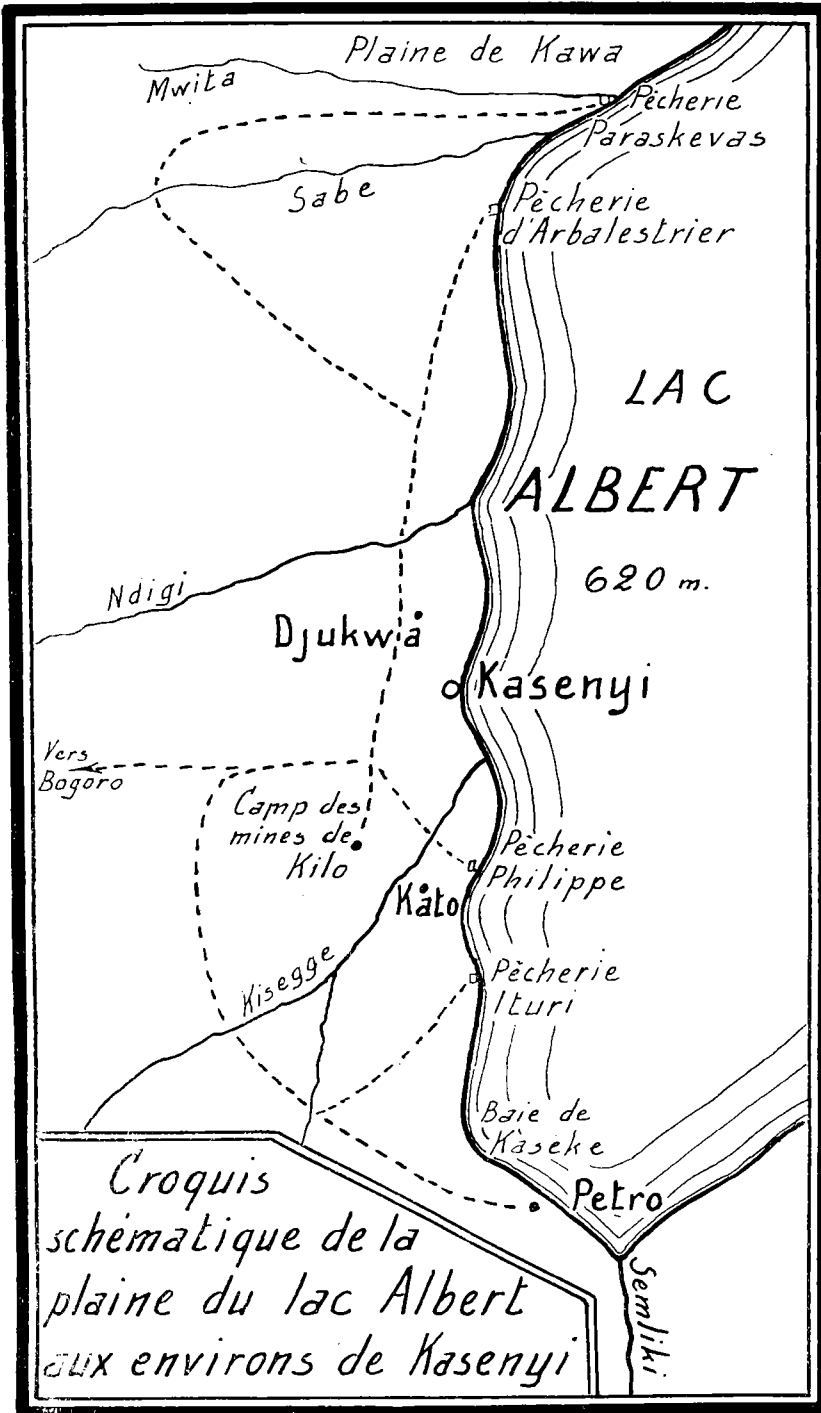 Plaine de Kawa
Mwita
Pêcherie
Paraskevas
Sabe
Pêcherie
d'Arbalestrier
LAC
ALBERT
620 m.
Ndigi
Djukwa
Kasenyi
Vers
Bogoro
Camp des
mines de
Kilo
Pêcherie
Philippe
Kato
Kisegge
Pêcherie
Ituri
Baie de
Kaseke
Petro
Semliki
Croquis
schématique de la
plaine du lac Albert
aux environs de Kasenyi